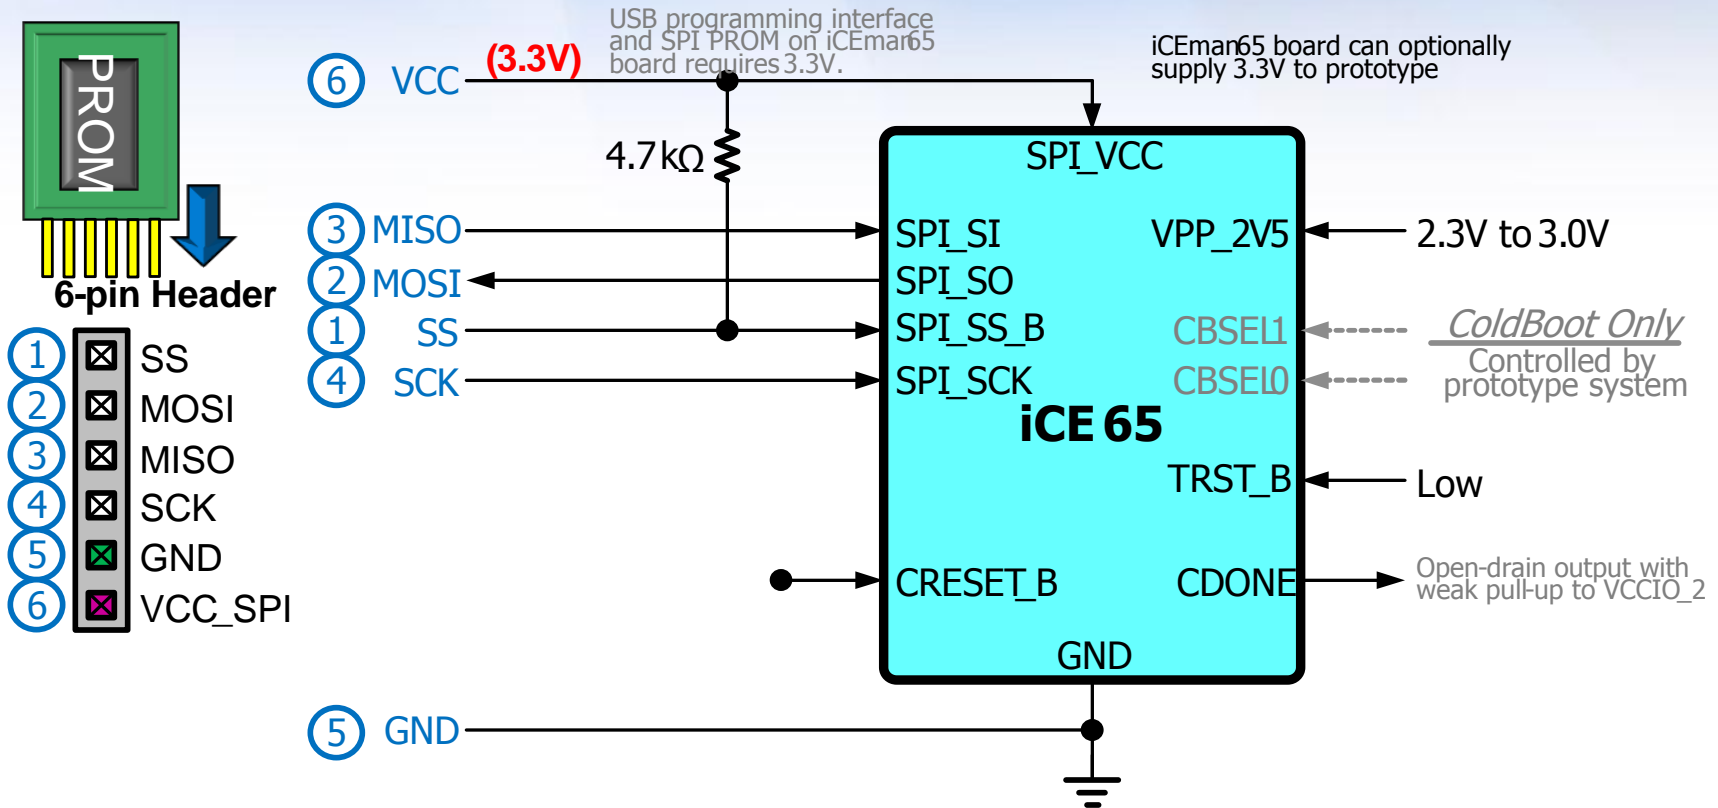 PROM
6-pin Header
1 SS
2 MOSI
3 MISO
4 SCK
5 GND
6 VCC_SPI
USB programming interface
and SPI PROM on iCEman65
board requires 3.3V.
iCEman65 board can optionally
supply 3.3V to prototype
6 VCC (3.3V)
4.7kΩ
3 MISO
2 MOSI
1 SS
4 SCK
5 GND
SPI_VCC
SPI_SI
SPI_SO
SPI_SS_B
SPI_SCK
iCE65
CRESET_B
GND
VPP_2V5
CBSEL1
CBSEL0
TRST_B
CDONE
2.3V to 3.0V
ColdBoot Only
Controlled by
prototype system
Low
Open-drain output with
weak pull-up to VCCIO_2